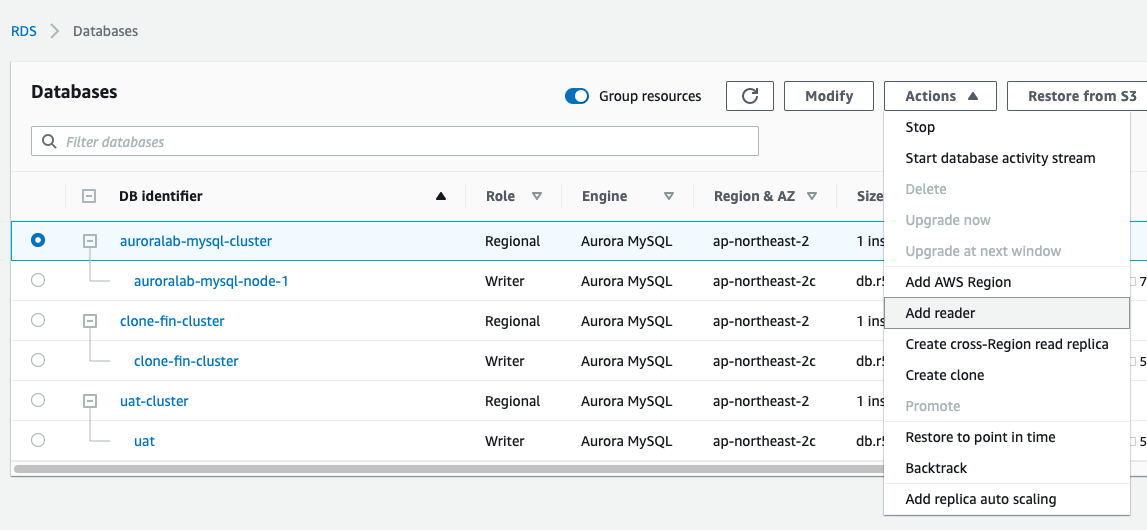 RDS > Databases
Databases
Group resources
Modify
Actions
Restore from S3
Filter databases
DB identifier Role Engine Region & AZ Size
auroralab-mysql-cluster Regional Aurora MySQL ap-northeast-2 1 ins
auroralab-mysql-node-1 Writer Aurora MySQL ap-northeast-2c db.r5 7
clone-fin-cluster Regional Aurora MySQL ap-northeast-2 1 ins
clone-fin-cluster Writer Aurora MySQL ap-northeast-2c db.r5 5
uat-cluster Regional Aurora MySQL ap-northeast-2 1 ins
uat Writer Aurora MySQL ap-northeast-2c db.r5 5
Stop
Start database activity stream
Delete
Upgrade now
Upgrade at next window
Add AWS Region
Add reader
Create cross-Region read replica
Create clone
Promote
Restore to point in time
Backtrack
Add replica auto scaling